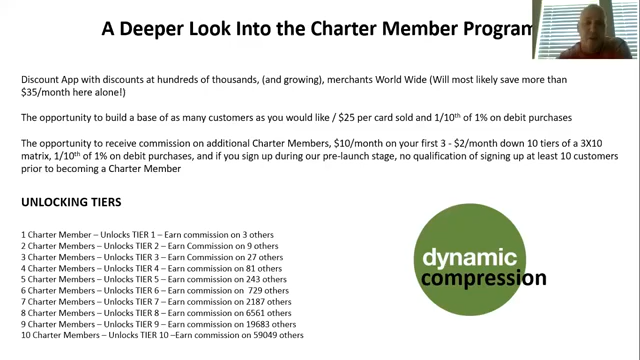 A Deeper Look Into the Charter Member Program
Discount App with discounts at hundreds of thousands, (and growing), merchants World Wide (Will most likely save more than
$35/month here alone!)
The opportunity to build a base of as many customers as you would like / $25 per card sold and 1/10th of 1% on debit purchases
The opportunity to receive commission on additional Charter Members, $10/month on your first 3 - $2/month down 10 tiers of a 3X10
matrix, 1/10th of 1% on debit purchases, and if you sign up during our pre-launch stage, no qualification of signing up at least 10 customers
prior to becoming a Charter Member
UNLOCKING TIERS
1 Charter Member – Unlocks TIER 1 – Earn commission on 3 others
2 Charter Members – Unlocks TIER 2 – Earn Commission on 9 others
3 Charter Members – Unlocks TIER 3 – Earn commission on 27 others
4 Charter Members – Unlocks TIER 4 – Earn commission on 81 others
5 Charter Members – Unlocks TIER 5 – Earn commission on 243 others
6 Charter Members – Unlocks TIER 6 – Earn commission on  729 others
7 Charter Members – Unlocks TIER 7 – Earn commission on 2187 others
8 Charter Members – Unlocks TIER 8 – Earn commission on 6561 others
9 Charter Members – Unlocks TIER 9 – Earn commission on 19683 others
10 Charter Members – Unlocks TIER 10 –Earn commission on 59049 others
dynamic
compression